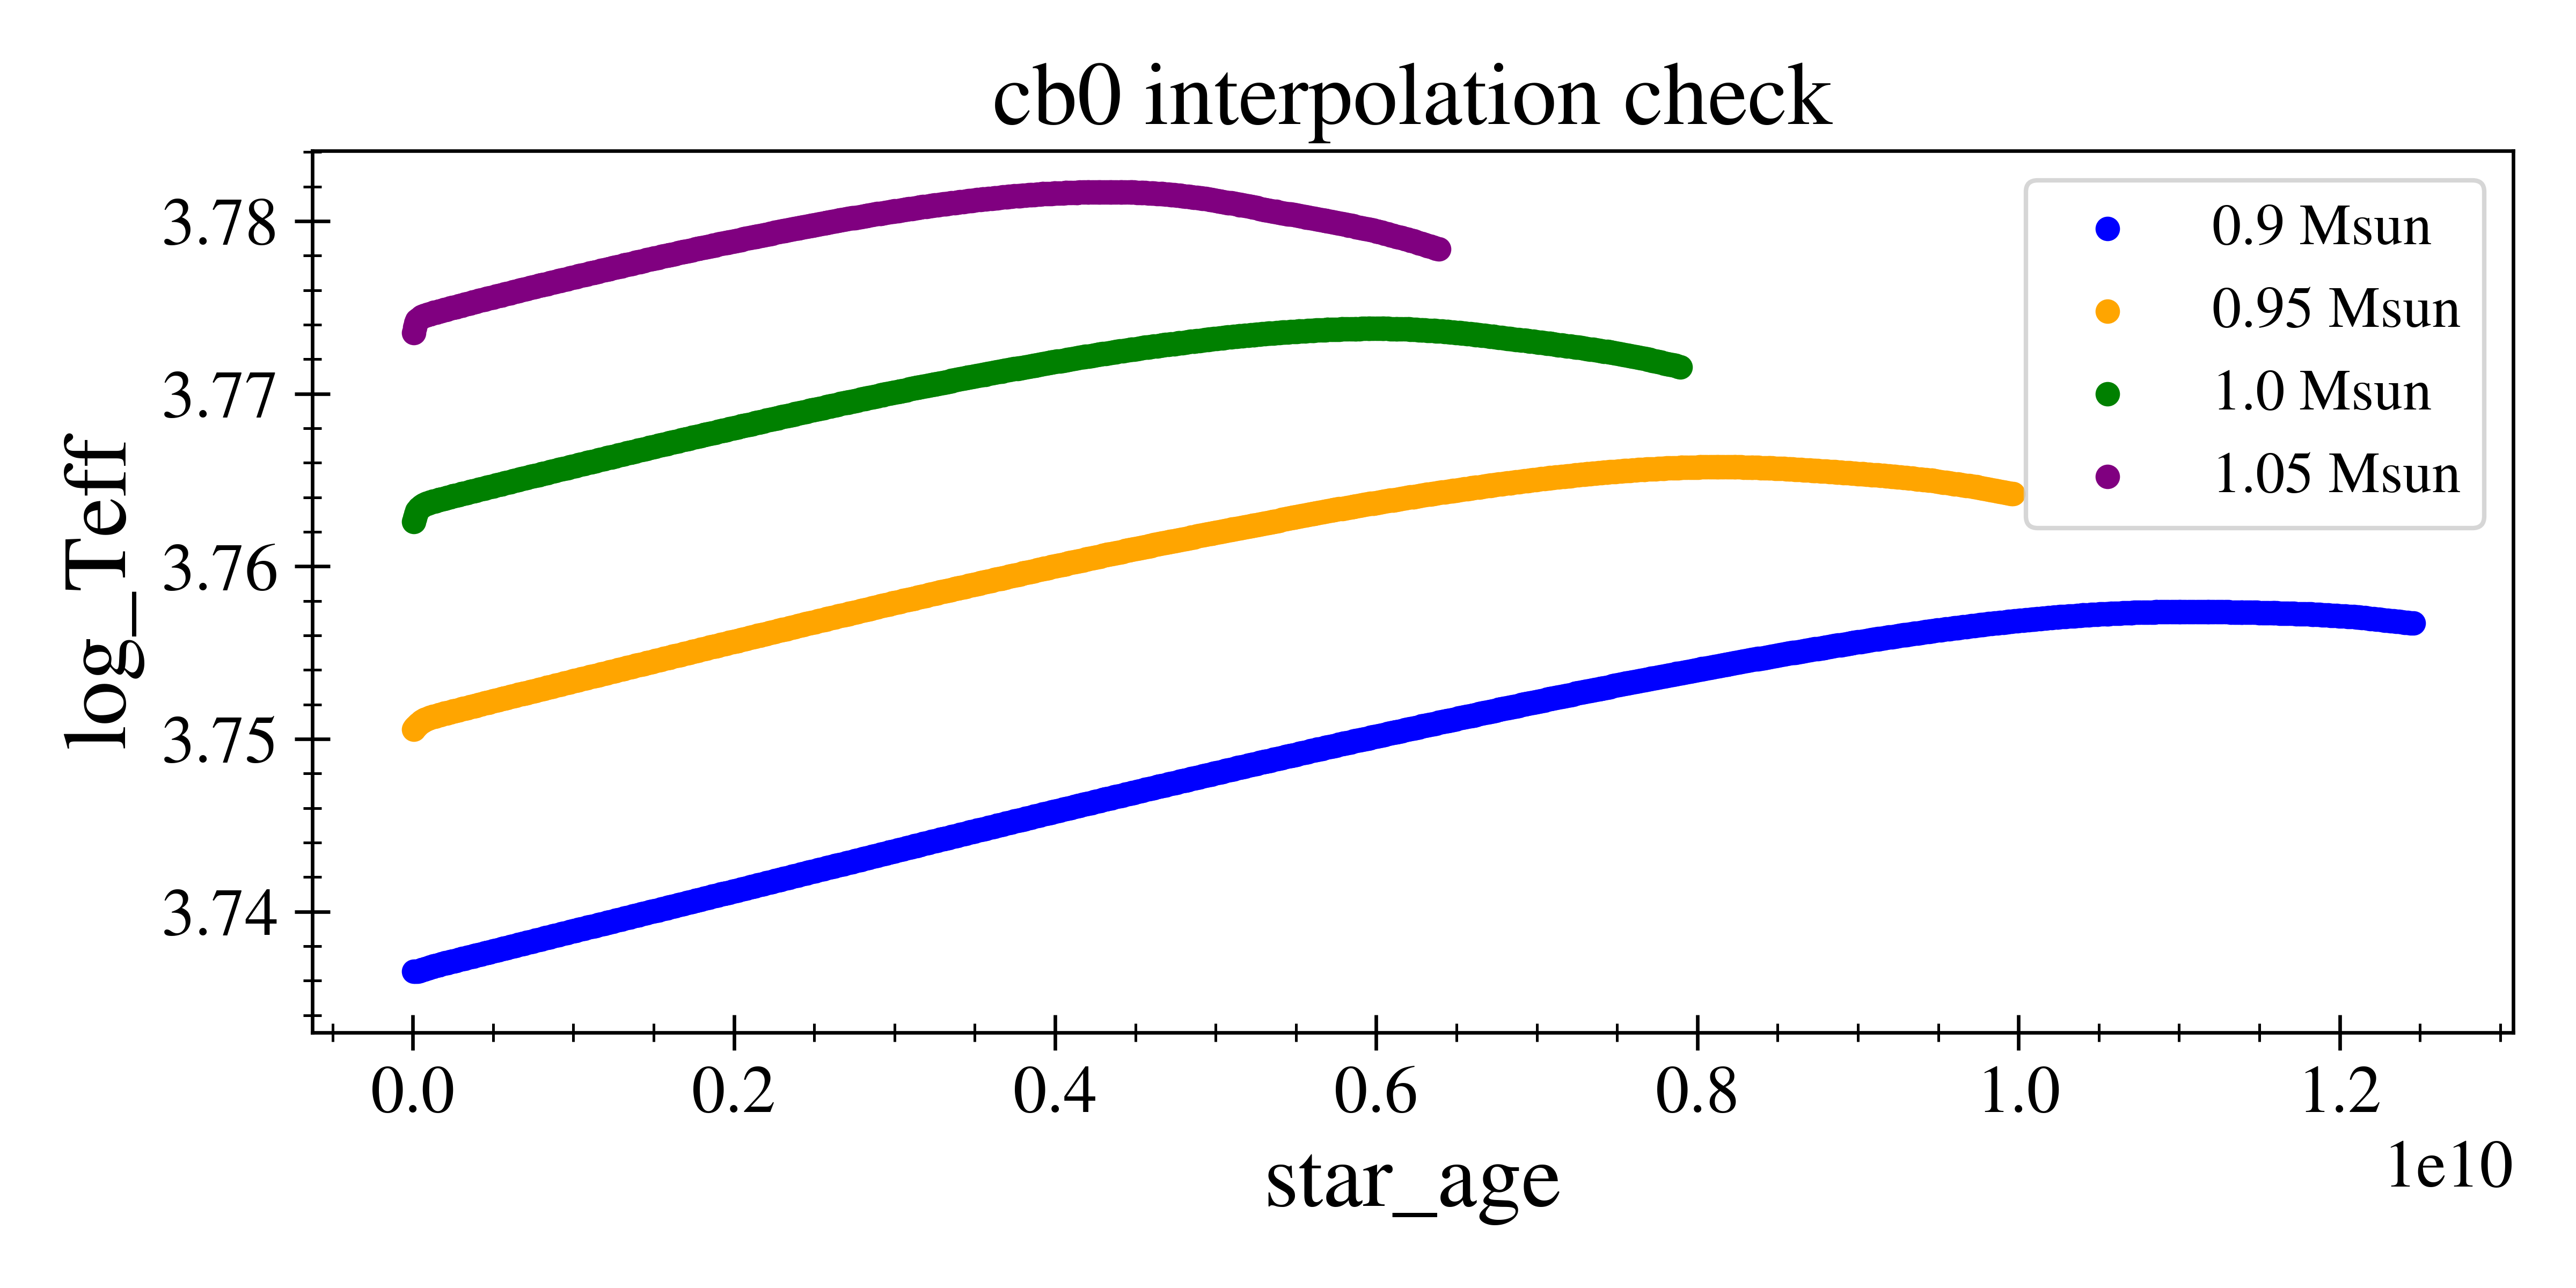 cb0 interpolation check
3.78
3.77
3.76
3.75
3.74
log_Teff
0.9 Msun
0.95 Msun
1.0 Msun
1.05 Msun
0.0 0.2 0.4 0.6 0.8 1.0 1.2
1e10
star_age